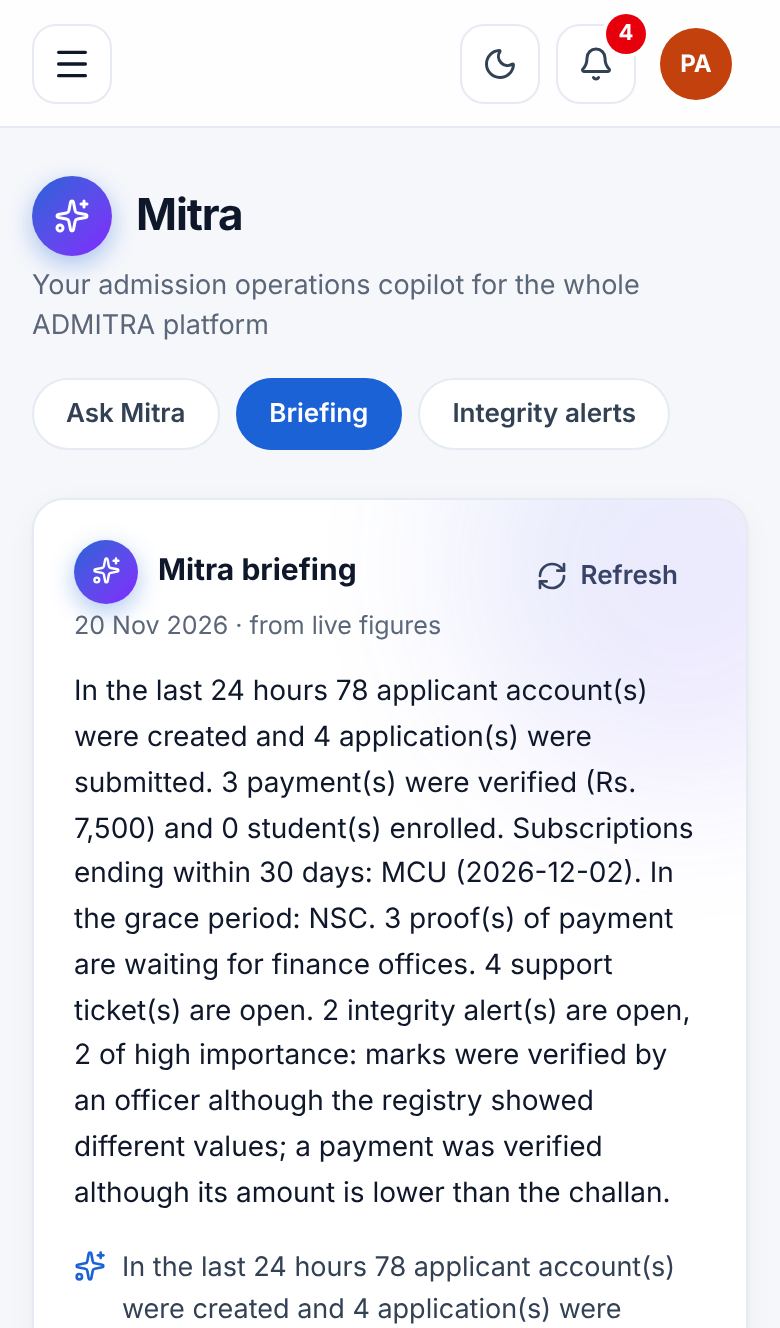 4
PA
Mitra
Your admission operations copilot for the whole
ADMITRA platform
Ask Mitra
Briefing
Integrity alerts
Mitra briefing
Refresh
20 Nov 2026 · from live figures
In the last 24 hours 78 applicant account(s)
were created and 4 application(s) were
submitted. 3 payment(s) were verified (Rs.
7,500) and 0 student(s) enrolled. Subscriptions
ending within 30 days: MCU (2026-12-02). In
the grace period: NSC. 3 proof(s) of payment
are waiting for finance offices. 4 support
ticket(s) are open. 2 integrity alert(s) are open,
2 of high importance: marks were verified by
an officer although the registry showed
different values; a payment was verified
although its amount is lower than the challan.
In the last 24 hours 78 applicant account(s)
were created and 4 application(s) were